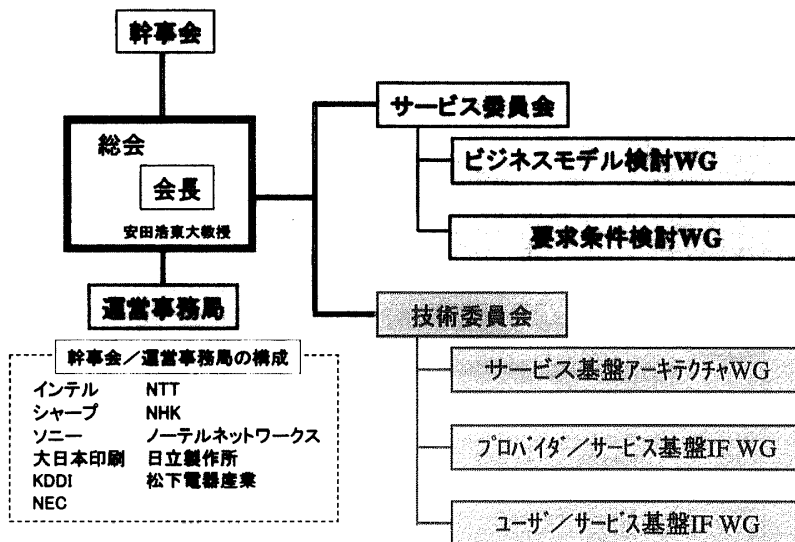 幹事会
総会
会長
安田浩東大教授
運営事務局
サービス委員会
ビジネスモデル検討WG
要求条件検討WG
技術委員会
サービス基盤アーキテクチャWG
プロバイダ／サービス基盤IF WG
ユーザ／サービス基盤IF WG
幹事会／運営事務局の構成
インテル NTT
シャープ NHK
ソニー ノーテルネットワークス
大日本印刷 日立製作所
KDDI 松下電器産業
NEC